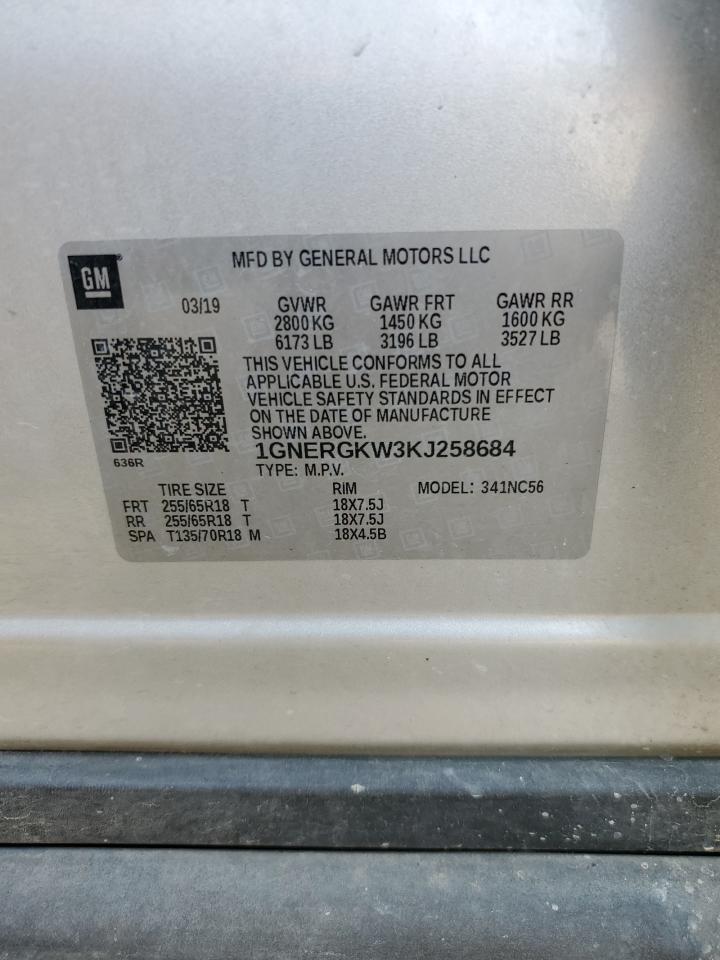 GM
MFD BY GENERAL MOTORS LLC
03/19 GVWR GAWR FRT GAWR RR
2800 KG 1450 KG 1600 KG
6173 LB 3196 LB 3527 LB
THIS VEHICLE CONFORMS TO ALL
APPLICABLE U.S. FEDERAL MOTOR
VEHICLE SAFETY STANDARDS IN EFFECT
ON THE DATE OF MANUFACTURE
SHOWN ABOVE.
636R
1GNERGKW3KJ258684
TYPE: M.P.V.
TIRE SIZE RIM MODEL: 341NC56
FRT 255/65R18 T 18X7.5J
RR 255/65R18 T 18X7.5J
SPA T135/70R18 M 18X4.5B